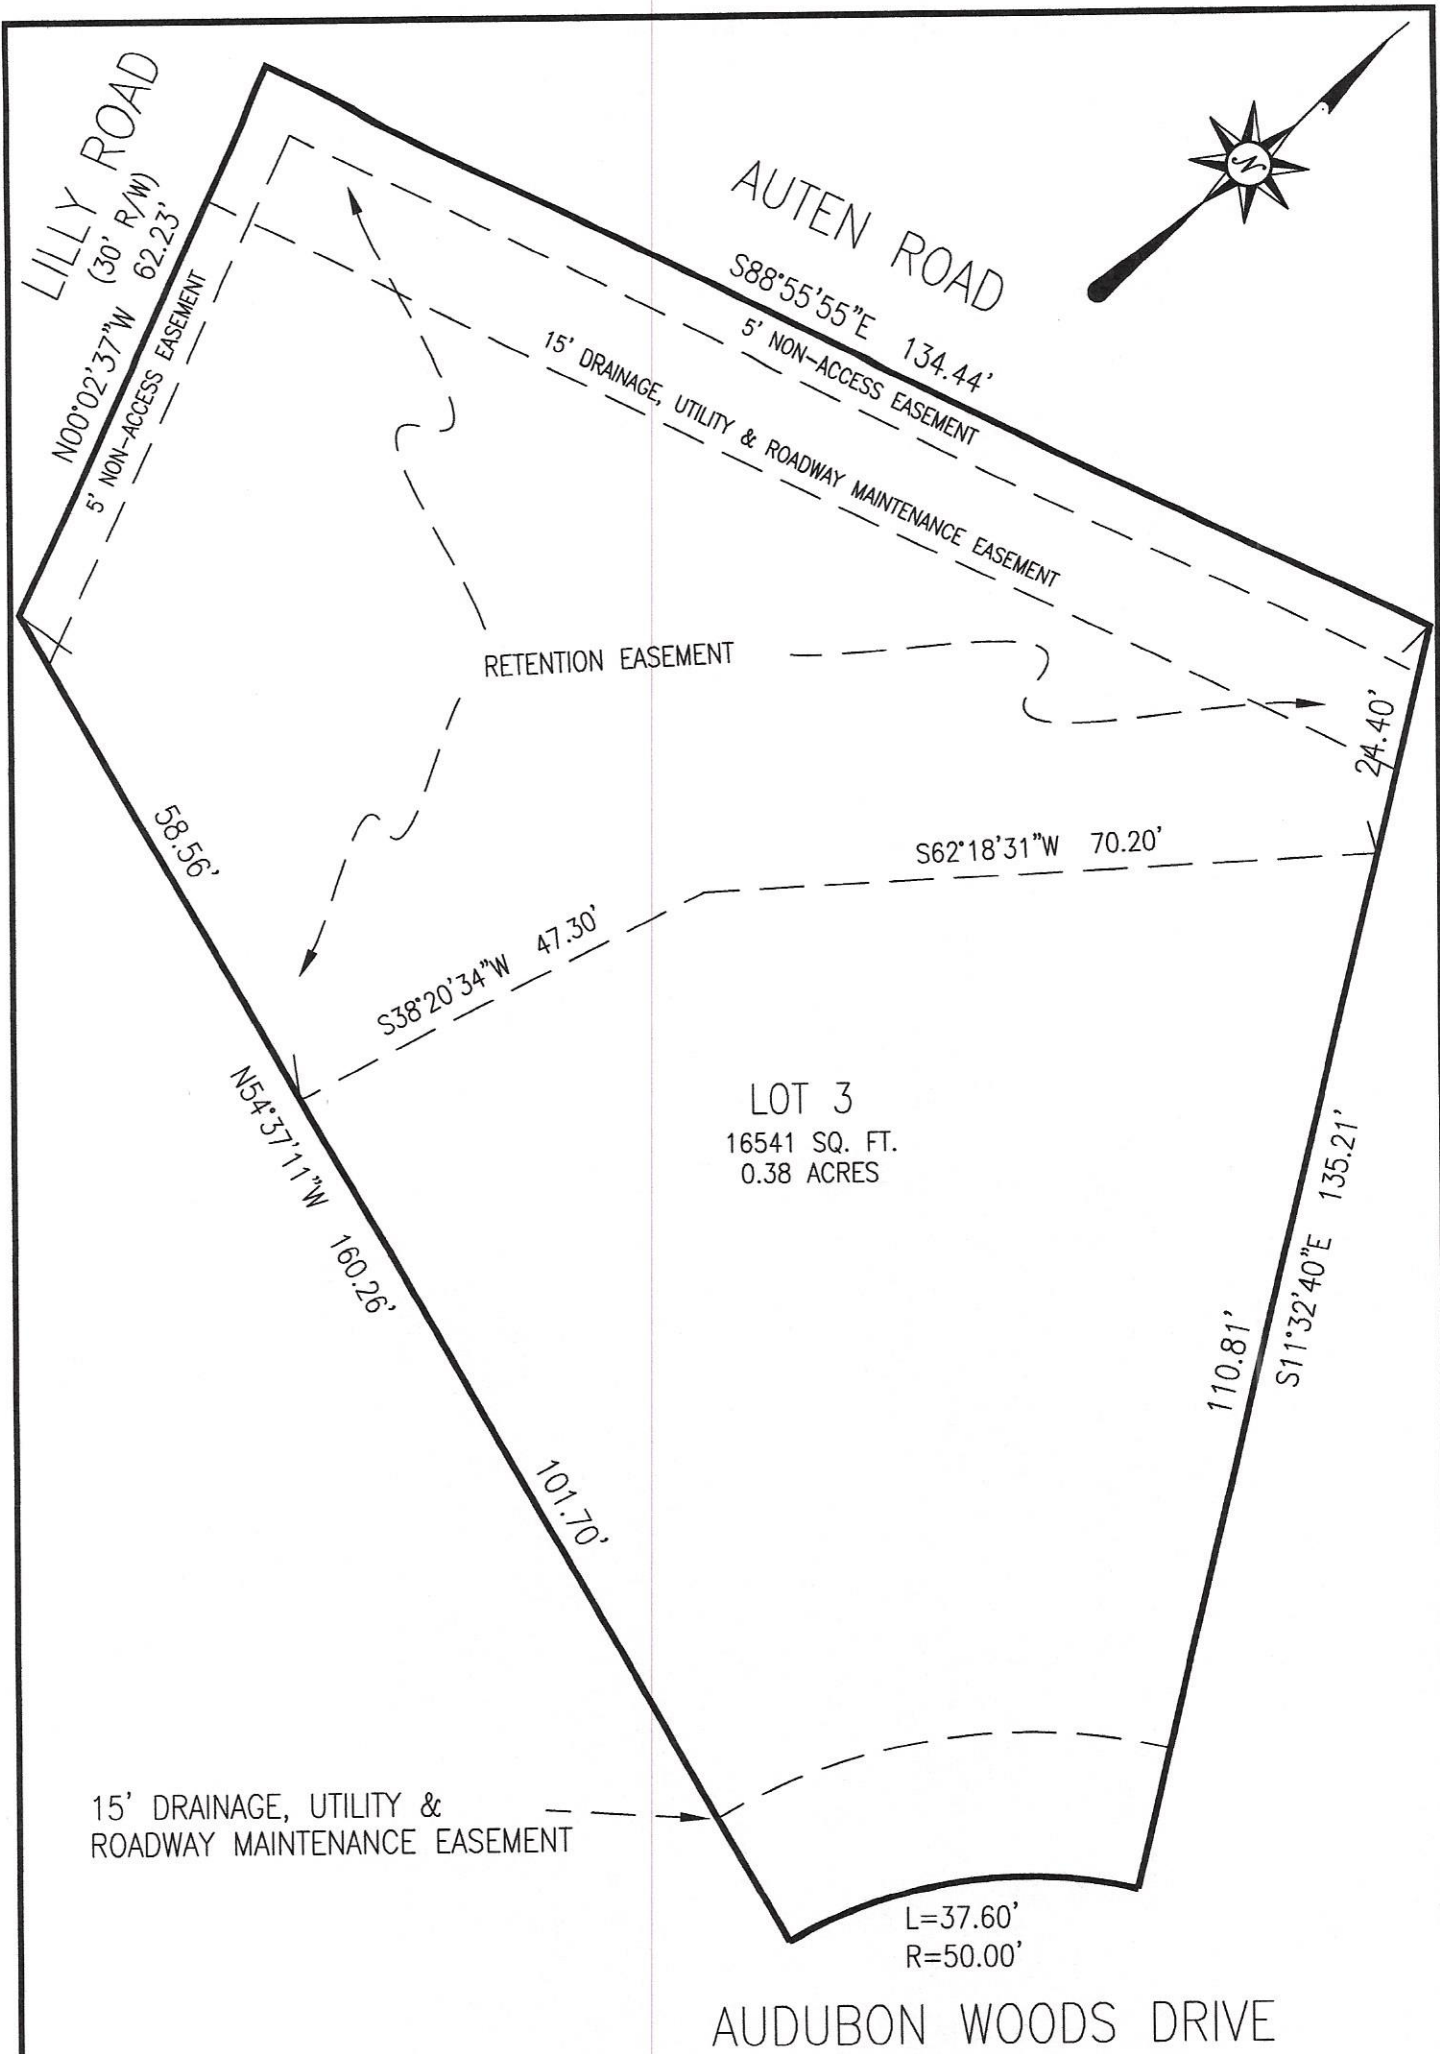 LILLY ROAD
(30' R/W)
N00°02'37"W 62.23'
5' NON-ACCESS EASEMENT
AUTEN ROAD
S88°55'55"E 134.44'
5' NON-ACCESS EASEMENT
15' DRAINAGE, UTILITY & ROADWAY MAINTENANCE EASEMENT
N
RETENTION EASEMENT
24.40'
58.56'
S62°18'31"W 70.20'
S38°20'34"W 47.30'
N54°37'11"W 160.26'
LOT 3
16541 SQ. FT.
0.38 ACRES
S11°32'40"E 135.21'
110.81'
101.70'
15' DRAINAGE, UTILITY &
ROADWAY MAINTENANCE EASEMENT
L=37.60'
R=50.00'
AUDUBON WOODS DRIVE